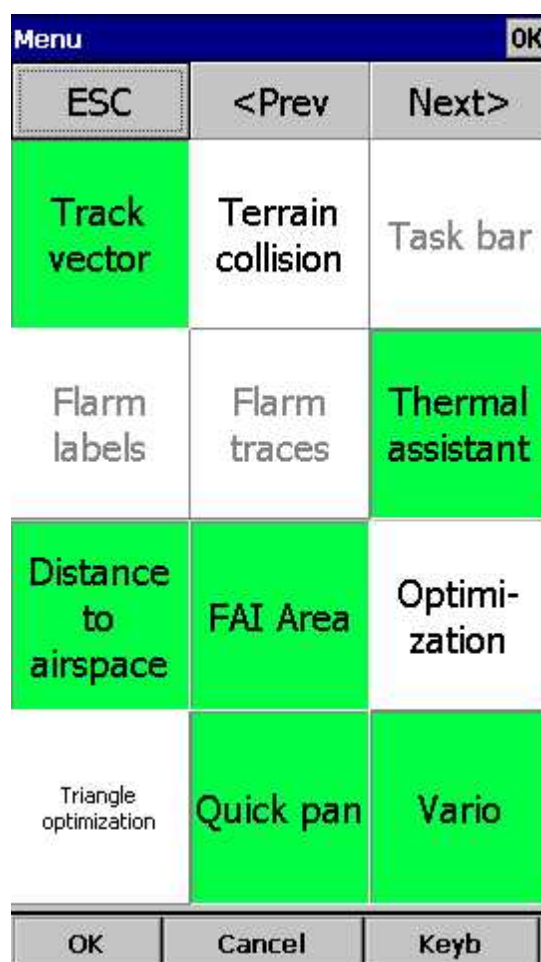 Menu OK
ESC <Prev Next>
Track
vector
Terrain
collision
Task bar
Flarm
labels
Flarm
traces
Thermal
assistant
Distance
to
airspace
FAI Area
Optimi-
zation
Triangle
optimization
Quick pan
Vario
OK Cancel Keyb